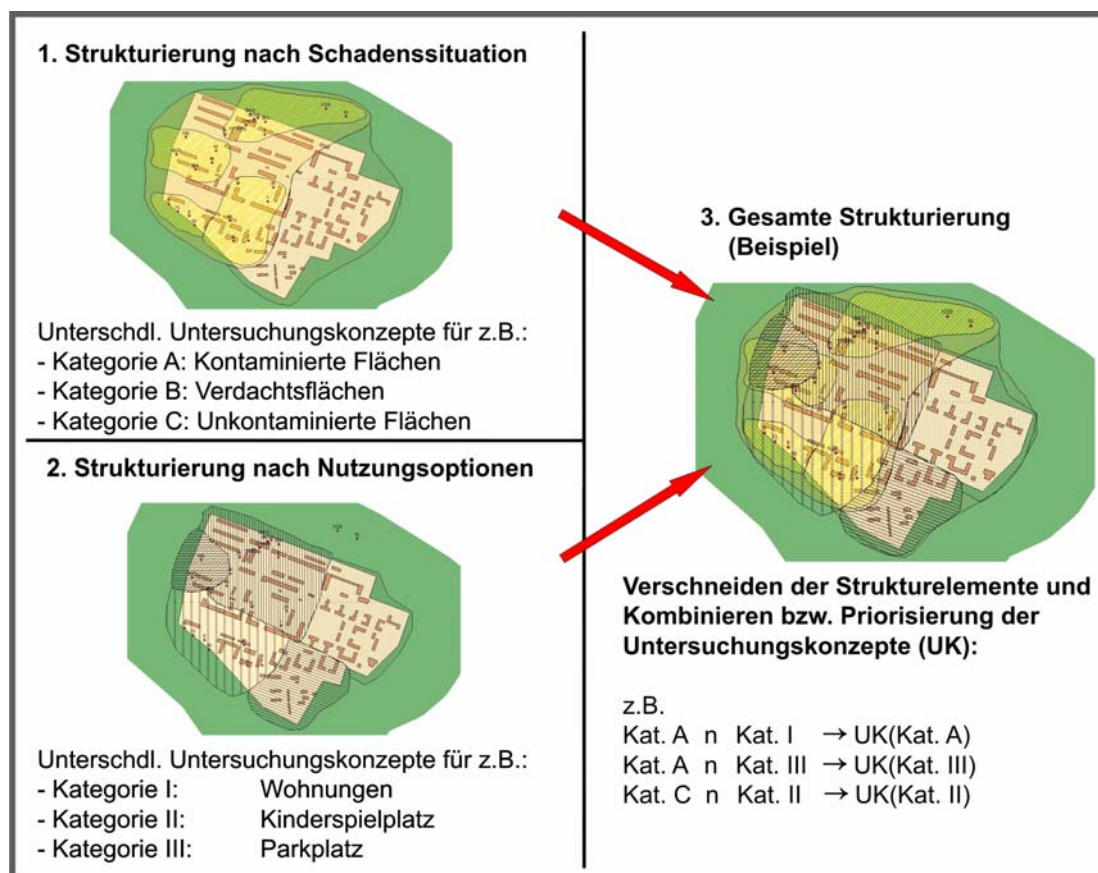 1. Strukturierung nach Schadenssituation
Unterschdl. Untersuchungskonzepte für z.B.:
- Kategorie A: Kontaminierte Flächen
- Kategorie B: Verdachtsflächen
- Kategorie C: Unkontaminierte Flächen
2. Strukturierung nach Nutzungsoptionen
Unterschdl. Untersuchungskonzepte für z.B.:
- Kategorie I: Wohnungen
- Kategorie II: Kinderspielplatz
- Kategorie III: Parkplatz
3. Gesamte Strukturierung
(Beispiel)
Verschneiden der Strukturelemente und
Kombinieren bzw. Priorisierung der
Untersuchungskonzepte (UK):
z.B.
Kat. A n Kat. I → UK(Kat. A)
Kat. A n Kat. III → UK(Kat. III)
Kat. C n Kat. II → UK(Kat. II)